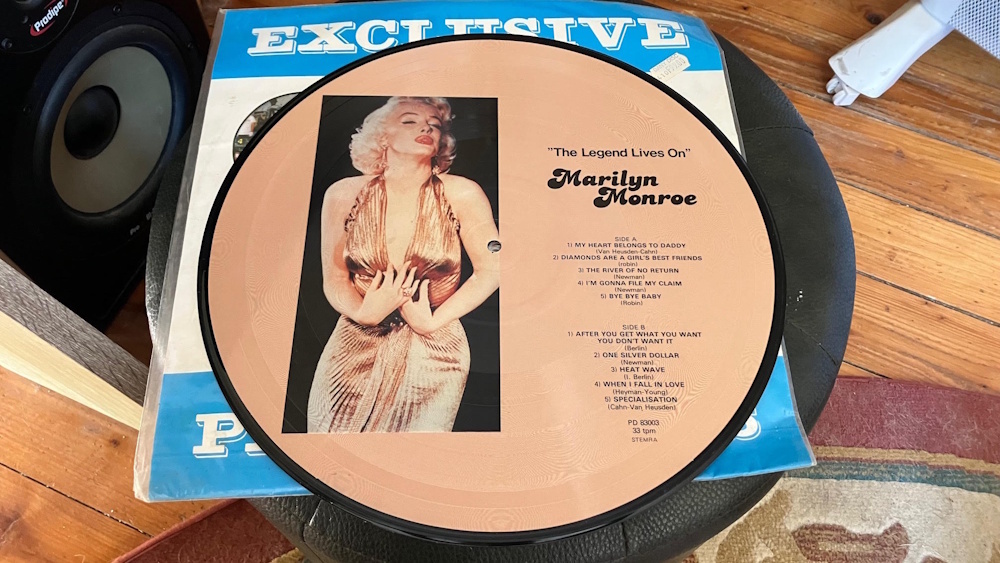 Prodipe
EXCLUSIVE
"The Legend Lives On"
Marilyn
Monroe
SIDE A
1) MY HEART BELONGS TO DADDY
(Van Heusden-Cahn)
2) DIAMONDS ARE A GIRL'S BEST FRIENDS
(robin)
3) THE RIVER OF NO RETURN
(Newman)
4) I'M GONNA FILE MY CLAIM
(Newman)
5) BYE BYE BABY
(Robin)
SIDE B
1) AFTER YOU GET WHAT YOU WANT
YOU DON'T WANT IT
(Berlin)
2) ONE SILVER DOLLAR
(Newman)
3) HEAT WAVE
(I. Berlin)
4) WHEN I FALL IN LOVE
(Heyman-Young)
5) SPECIALISATION
(Cahn-Van Heusden)
PD 83003
33 tpm
STEMRA